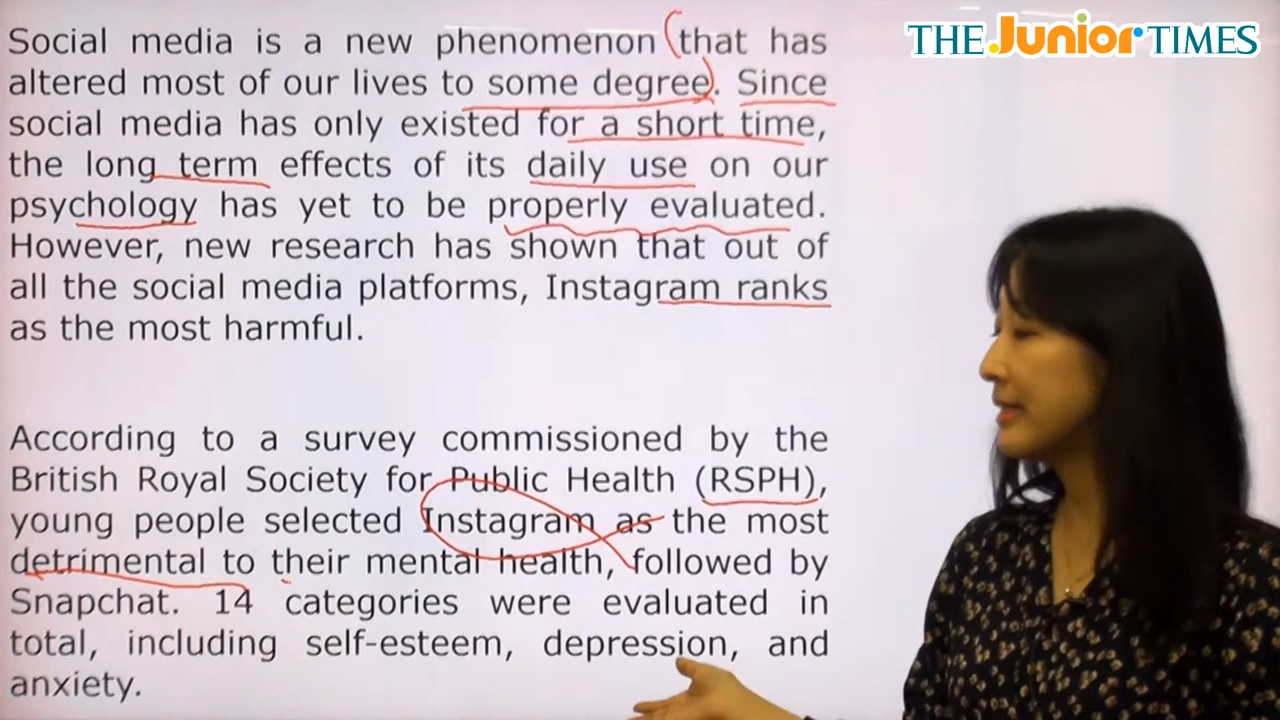 THE Junior TIMES
Social media is a new phenomenon that has
altered most of our lives to some degree. Since
social media has only existed for a short time,
the long term effects of its daily use on our
psychology has yet to be properly evaluated.
However, new research has shown that out of
all the social media platforms, Instagram ranks
as the most harmful.
According to a survey commissioned by the
British Royal Society for Public Health (RSPH),
young people selected Instagram as the most
detrimental to their mental health, followed by
Snapchat. 14 categories were evaluated in
total, including self-esteem, depression, and
anxiety.